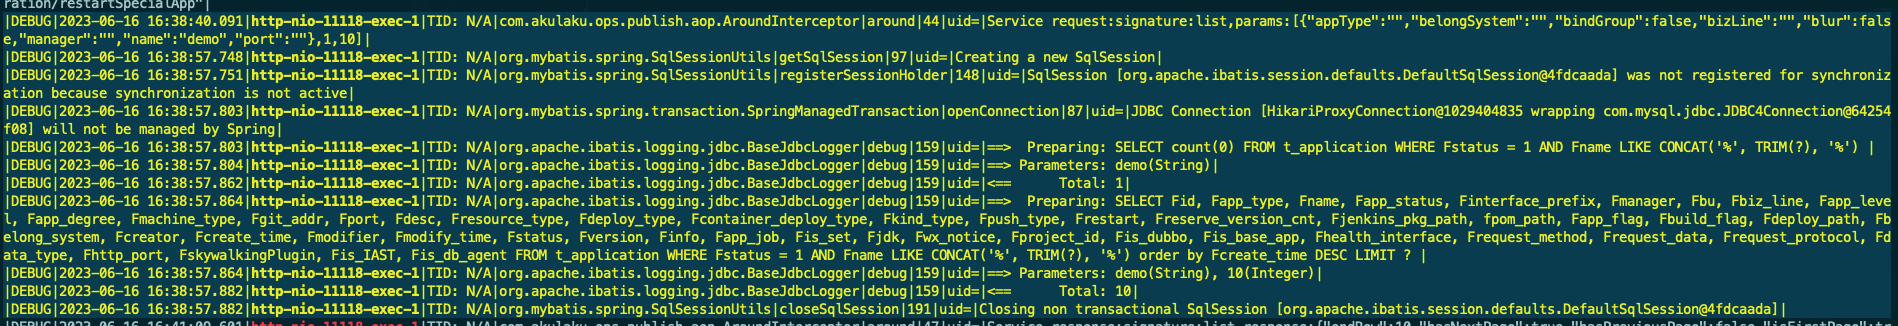 ration/restartSpecialApp"|
|DEBUG|2023-06-16 16:38:40.091|http-nio-11118-exec-1|TID: N/A|com.akulaku.ops.publish.aop.AroundInterceptor|around|44|uid=|Service request:signature:list,params:[{"appType":"","belongSystem":"","bindGroup":false,"bizLine":"","blur":fals
e,"manager":"","name":"demo","port":""},1,10]|
|DEBUG|2023-06-16 16:38:57.748|http-nio-11118-exec-1|TID: N/A|org.mybatis.spring.SqlSessionUtils|getSqlSession|97|uid=|Creating a new SqlSession|
|DEBUG|2023-06-16 16:38:57.751|http-nio-11118-exec-1|TID: N/A|org.mybatis.spring.SqlSessionUtils|registerSessionHolder|148|uid=|SqlSession [org.apache.ibatis.session.defaults.DefaultSqlSession@4fdcaada] was not registered for synchroniz
ation because synchronization is not active|
|DEBUG|2023-06-16 16:38:57.803|http-nio-11118-exec-1|TID: N/A|org.mybatis.spring.transaction.SpringManagedTransaction|openConnection|87|uid=|JDBC Connection [HikariProxyConnection@1029404835 wrapping com.mysql.jdbc.JDBC4Connection@64254
f08] will not be managed by Spring|
|DEBUG|2023-06-16 16:38:57.803|http-nio-11118-exec-1|TID: N/A|org.apache.ibatis.logging.jdbc.BaseJdbcLogger|debug|159|uid=|==>  Preparing: SELECT count(0) FROM t_application WHERE Fstatus = 1 AND Fname LIKE CONCAT('%', TRIM(?), '%') |
|DEBUG|2023-06-16 16:38:57.804|http-nio-11118-exec-1|TID: N/A|org.apache.ibatis.logging.jdbc.BaseJdbcLogger|debug|159|uid=|==> Parameters: demo(String)|
|DEBUG|2023-06-16 16:38:57.862|http-nio-11118-exec-1|TID: N/A|org.apache.ibatis.logging.jdbc.BaseJdbcLogger|debug|159|uid=|<==      Total: 1|
|DEBUG|2023-06-16 16:38:57.864|http-nio-11118-exec-1|TID: N/A|org.apache.ibatis.logging.jdbc.BaseJdbcLogger|debug|159|uid=|==>  Preparing: SELECT Fid, Fapp_type, Fname, Fapp_status, Finterface_prefix, Fmanager, Fbu, Fbiz_line, Fapp_leve
l, Fapp_degree, Fmachine_type, Fgit_addr, Fport, Fdesc, Fresource_type, Fdeploy_type, Fcontainer_deploy_type, Fkind_type, Fpush_type, Frestart, Freserve_version_cnt, Fjenkins_pkg_path, fpom_path, Fapp_flag, Fbuild_flag, Fdeploy_path, Fb
elong_system, Fcreator, Fcreate_time, Fmodifier, Fmodify_time, Fstatus, Fversion, Finfo, Fapp_job, Fis_set, Fjdk, Fwx_notice, Fproject_id, Fis_dubbo, Fis_base_app, Fhealth_interface, Frequest_method, Frequest_data, Frequest_protocol, Fd
ata_type, Fhttp_port, FskywalkingPlugin, Fis_IAST, Fis_db_agent FROM t_application WHERE Fstatus = 1 AND Fname LIKE CONCAT('%', TRIM(?), '%') order by Fcreate_time DESC LIMIT ? |
|DEBUG|2023-06-16 16:38:57.864|http-nio-11118-exec-1|TID: N/A|org.apache.ibatis.logging.jdbc.BaseJdbcLogger|debug|159|uid=|==> Parameters: demo(String), 10(Integer)|
|DEBUG|2023-06-16 16:38:57.882|http-nio-11118-exec-1|TID: N/A|org.apache.ibatis.logging.jdbc.BaseJdbcLogger|debug|159|uid=|<==      Total: 10|
|DEBUG|2023-06-16 16:38:57.882|http-nio-11118-exec-1|TID: N/A|org.mybatis.spring.SqlSessionUtils|closeSqlSession|191|uid=|Closing non transactional SqlSession [org.apache.ibatis.session.defaults.DefaultSqlSession@4fdcaada]|